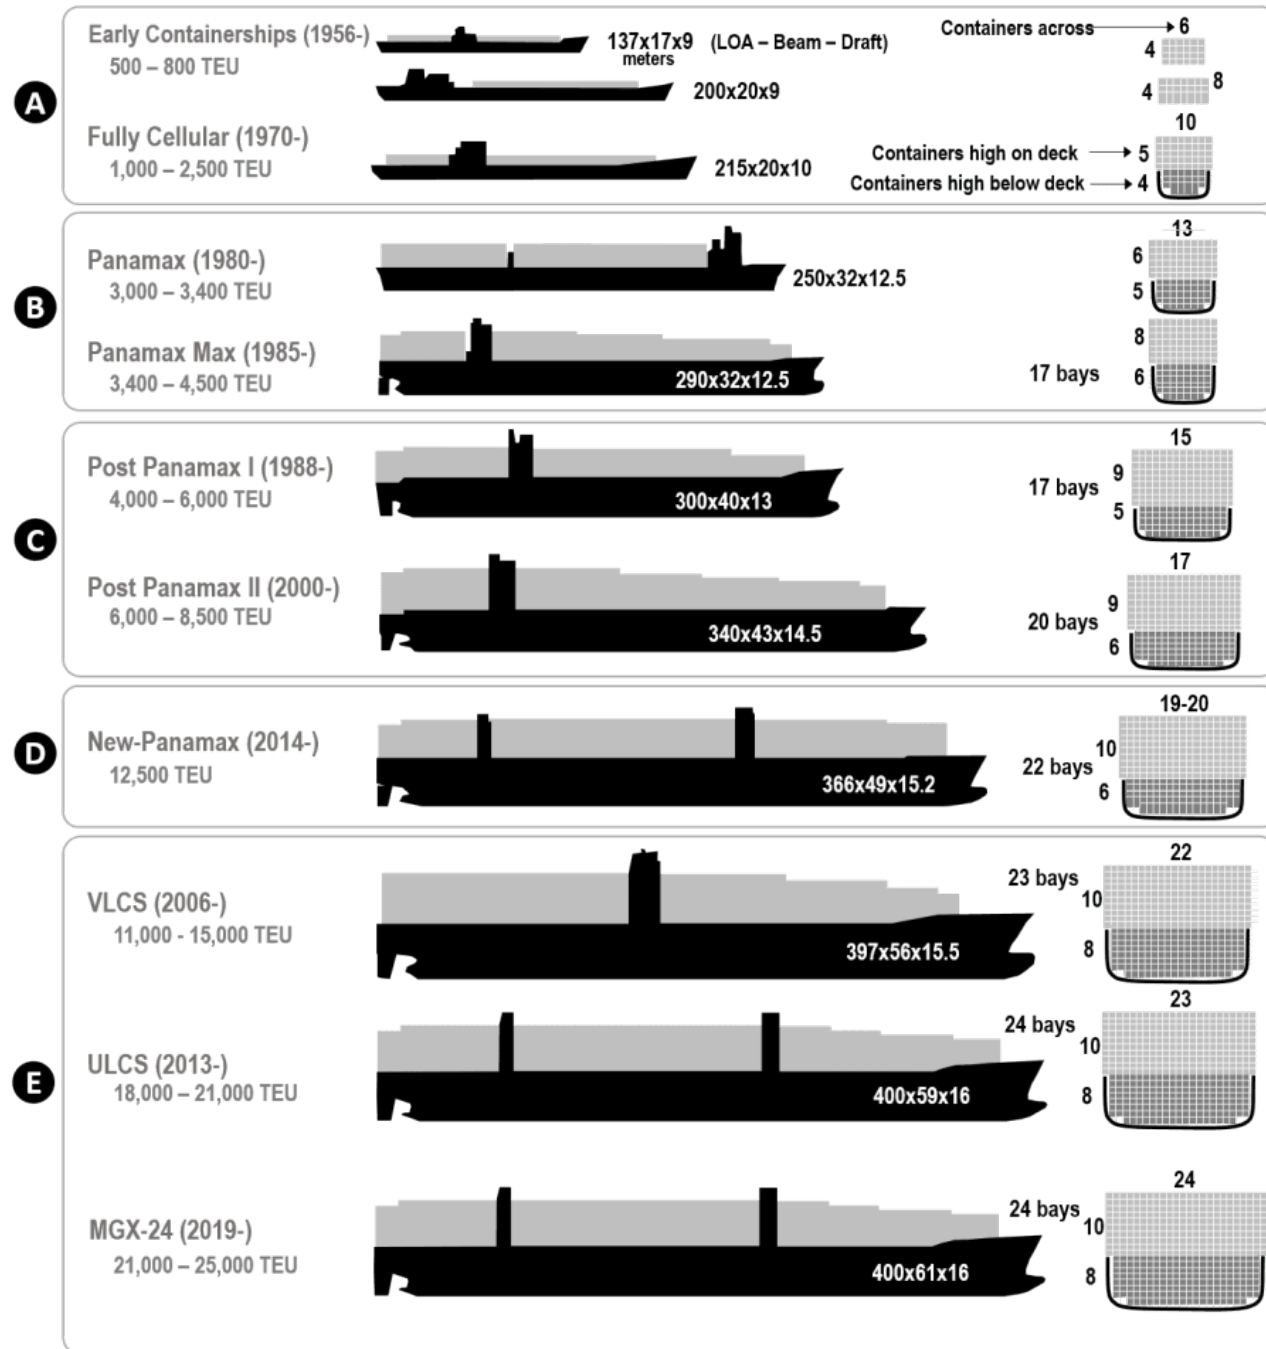 A
Early Containerships (1956-)
500 – 800 TEU
137x17x9
meters
(LOA – Beam – Draft)
Containers across
6
4
200x20x9
4
8
Fully Cellular (1970-)
1,000 – 2,500 TEU
215x20x10
10
Containers high on deck
5
Containers high below deck
4
B
Panamax (1980-)
3,000 – 3,400 TEU
250x32x12.5
13
6
5
Panamax Max (1985-)
3,400 – 4,500 TEU
290x32x12.5
17 bays
8
6
C
Post Panamax I (1988-)
4,000 – 6,000 TEU
300x40x13
17 bays
15
9
5
Post Panamax II (2000-)
6,000 – 8,500 TEU
340x43x14.5
20 bays
17
9
6
D
New-Panamax (2014-)
12,500 TEU
366x49x15.2
22 bays
19-20
10
6
E
VLCS (2006-)
11,000 - 15,000 TEU
397x56x15.5
23 bays
22
10
8
ULCS (2013-)
18,000 – 21,000 TEU
400x59x16
24 bays
23
10
8
MGX-24 (2019-)
21,000 – 25,000 TEU
400x61x16
24 bays
24
10
8